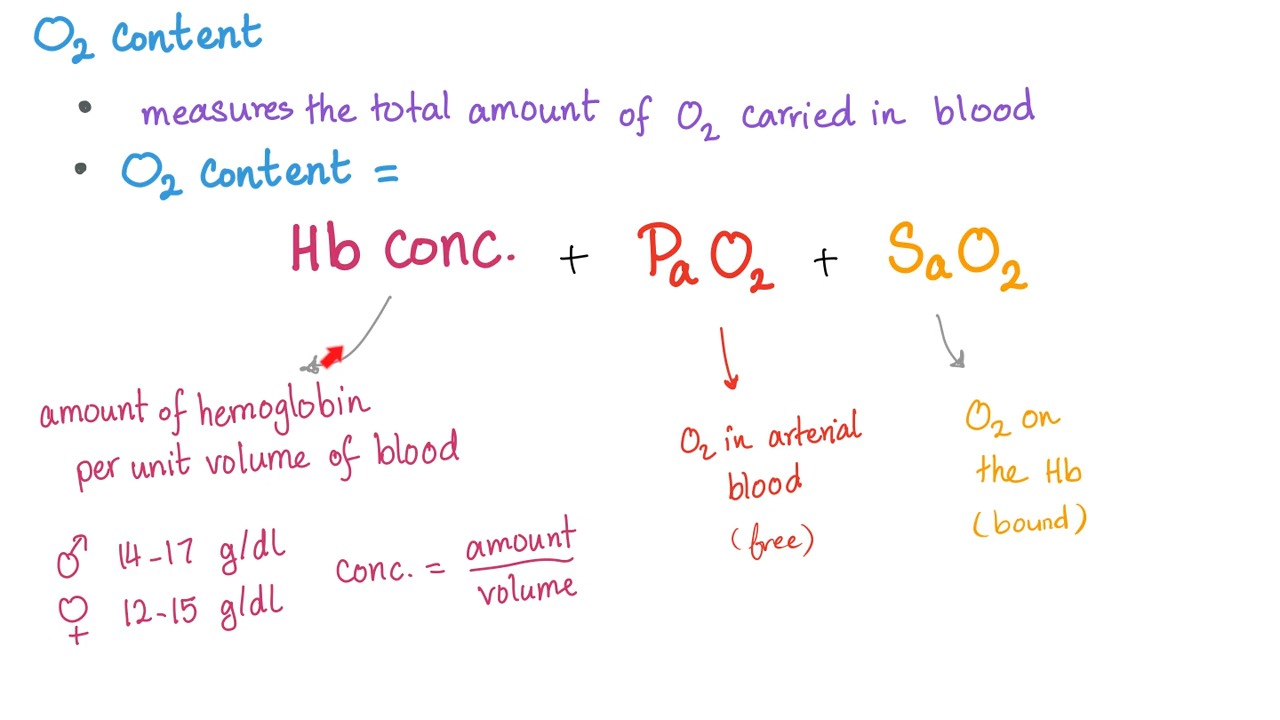 O₂ content
• measures the total amount of O₂ carried in blood
• O₂ content =
Hb conc. + PaO₂ + SaO₂
amount of hemoglobin
per unit volume of blood
♂ 14-17 g/dl
♀ 12-15 g/dl
conc. = amount
volume
O₂ in arterial
blood
(free)
O₂ on
the Hb
(bound)